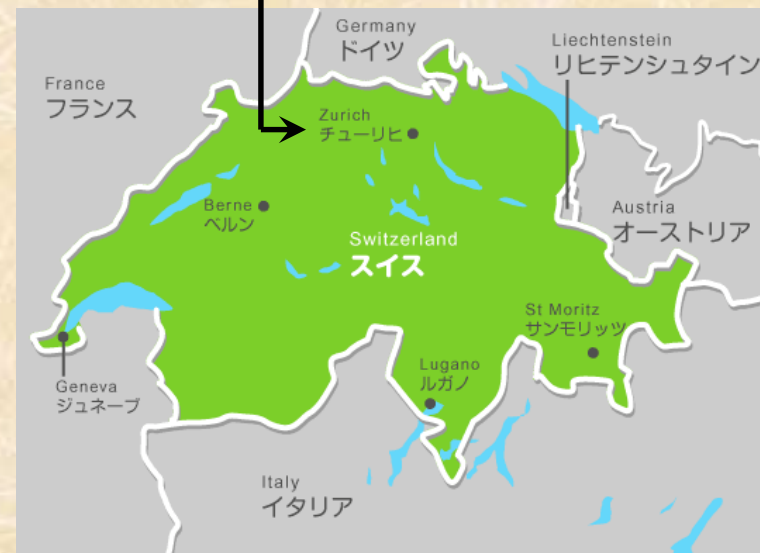 Germany
ドイツ
Liechtenstein
リヒテンシュタイン
France
フランス
Zurich
チューリヒ
Berne
ベルン
Austria
オーストリア
Switzerland
スイス
St Moritz
サンモリッツ
Lugano
ルガノ
Geneva
ジュネーブ
Italy
イタリア